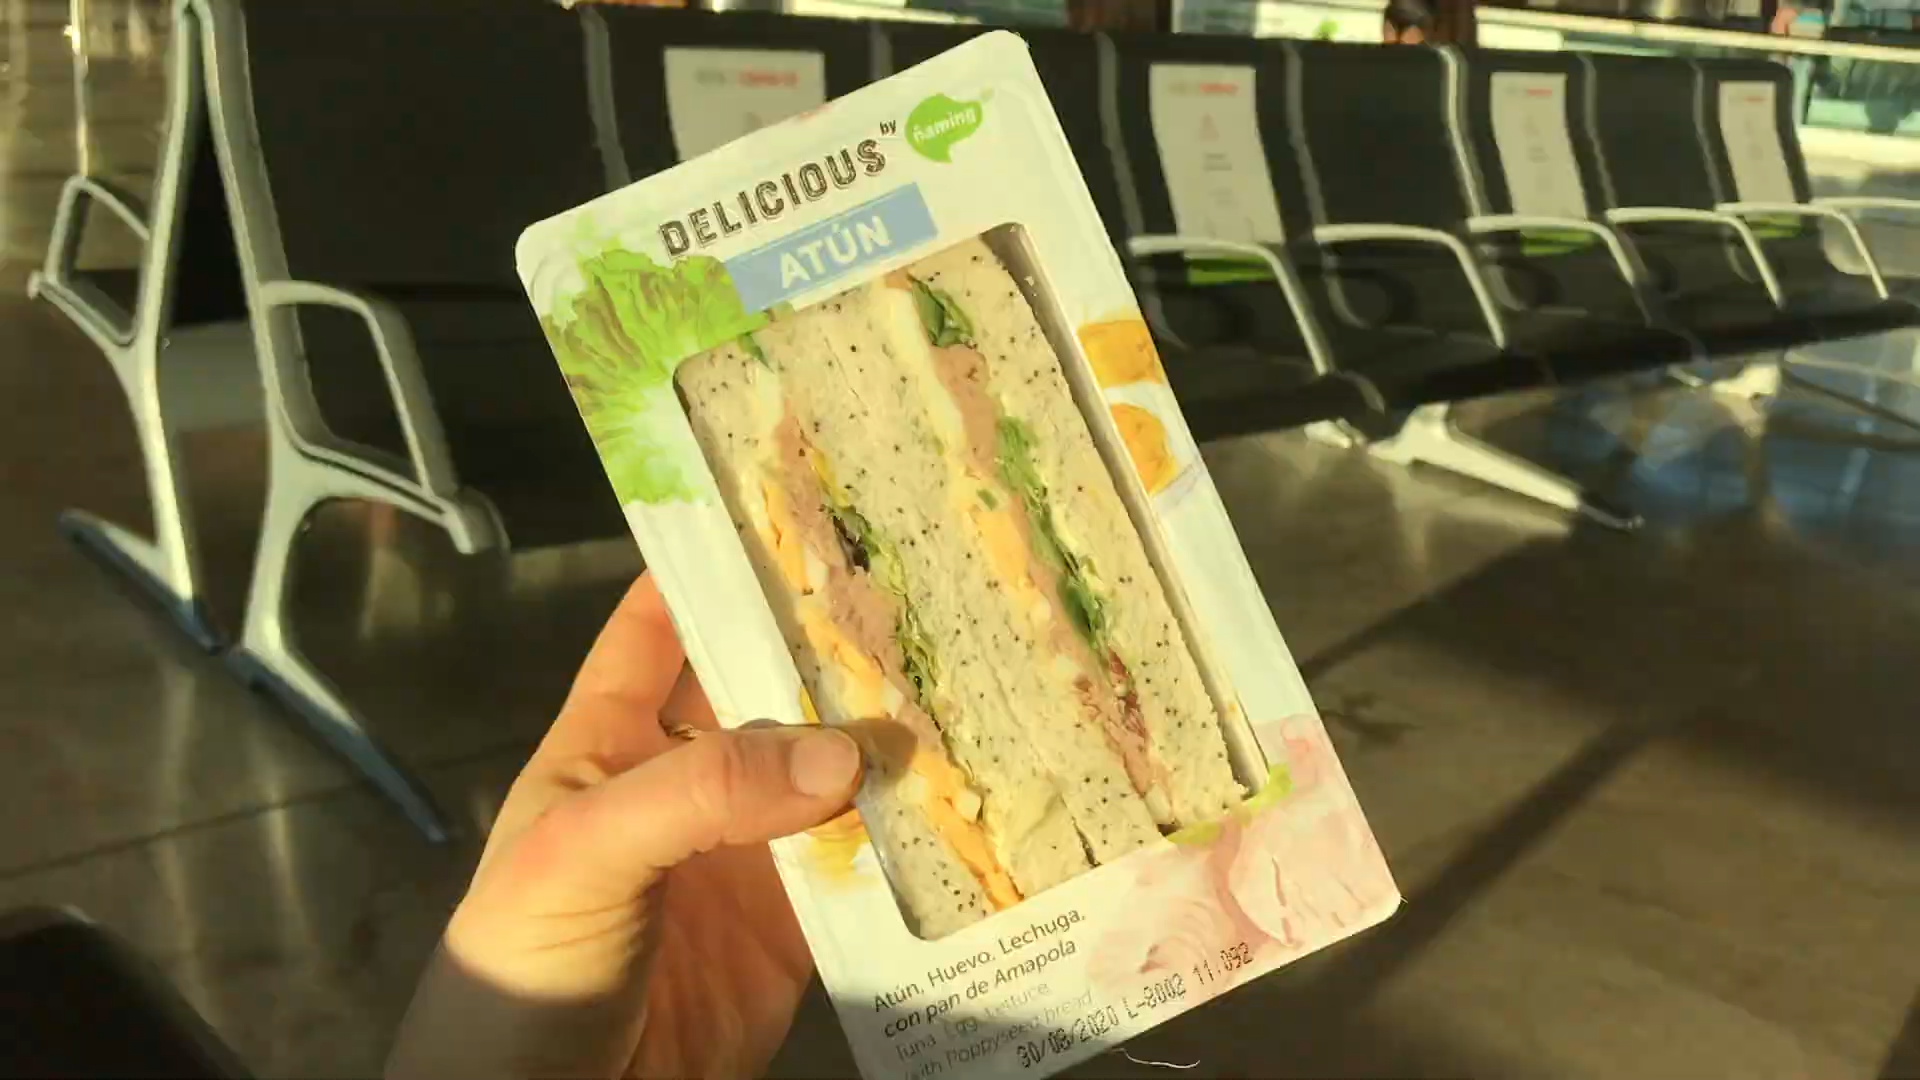 DELICIOUS by ñaming
ATÚN
Atún, Huevo, Lechuga,
con pan de Amapola
Tuna Egg Lettuce
with Poppyseed bread
30/08/2020 L-8002 11:092